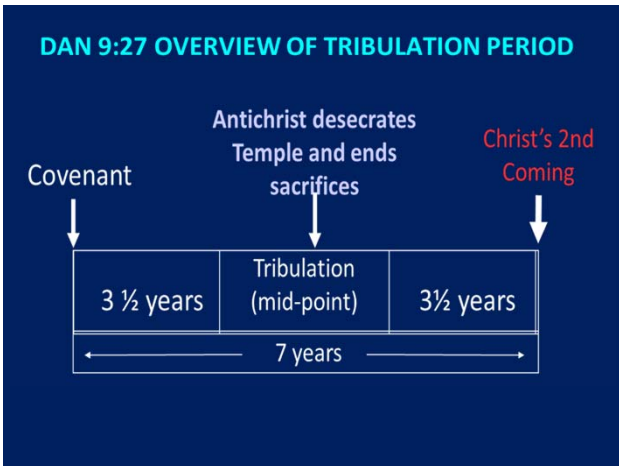 DAN 9:27 OVERVIEW OF TRIBULATION PERIOD
Antichrist desecrates
Temple and ends
sacrifices
Christ's 2nd
Coming
Covenant
3 ½ years
Tribulation
(mid-point)
3½ years
7 years